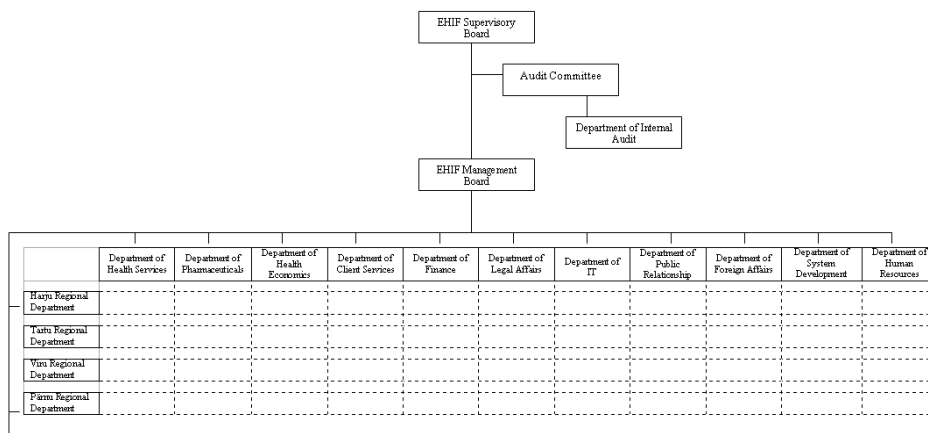 EHIF Supervisory
Board
Audit Committee
Department of Internal
Audit
EHIF Management
Board
Department of
Health Services
Department of
Pharmaceuticals
Department of
Health
Economics
Department of
Client Services
Department of
Finance
Department of
Legal Affairs
Department of
IT
Department of
Public
Relationship
Department of
Foreign Affairs
Department of
System
Development
Department of
Human
Resources
Harju Regional
Department
Tartu Regional
Department
Viru Regional
Department
Pärnu Regional
Department